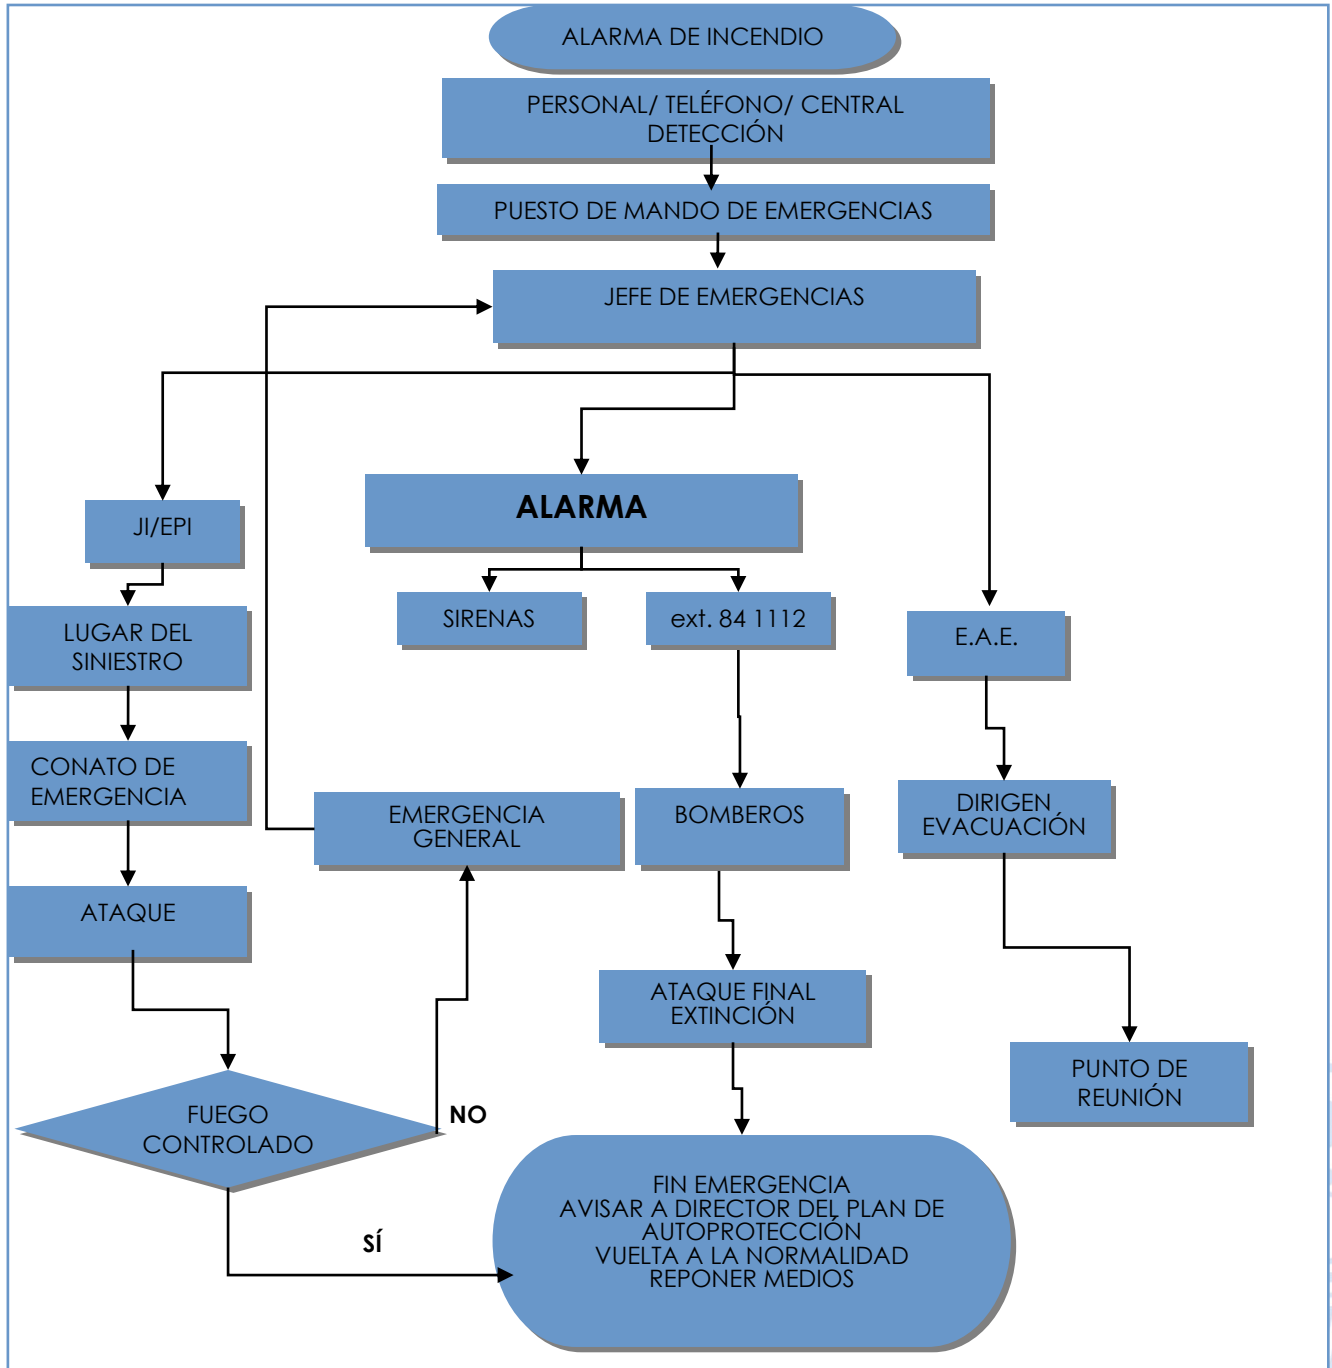 ALARMA DE INCENDIO
PERSONAL/ TELÉFONO/ CENTRAL
DETECCIÓN
PUESTO DE MANDO DE EMERGENCIAS
JEFE DE EMERGENCIAS
ALARMA
JI/EPI
SIRENAS
ext. 84 1112
E.A.E.
LUGAR DEL
SINIESTRO
CONATO DE
EMERGENCIA
EMERGENCIA
GENERAL
BOMBEROS
DIRIGEN
EVACUACIÓN
ATAQUE
ATAQUE FINAL
EXTINCIÓN
PUNTO DE
REUNIÓN
FUEGO
CONTROLADO
NO
SÍ
FIN EMERGENCIA
AVISAR A DIRECTOR DEL PLAN DE
AUTOPROTECCIÓN
VUELTA A LA NORMALIDAD
REPONER MEDIOS